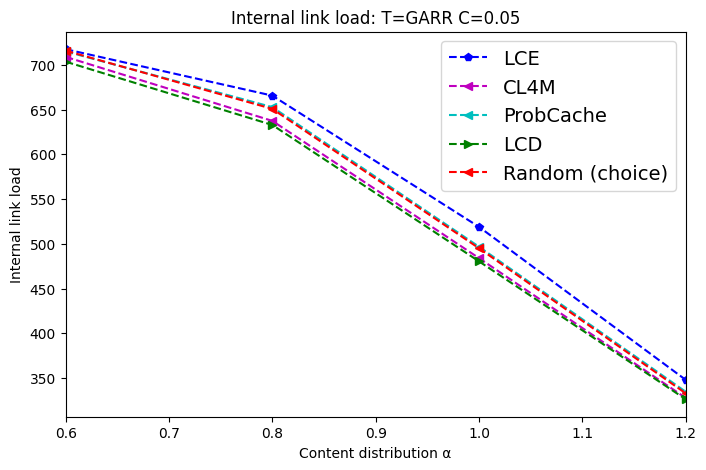 Internal link load: T=GARR C=0.05
Internal link load
700
650
600
550
500
450
400
350
LCE
CL4M
ProbCache
LCD
Random (choice)
0.6 0.7 0.8 0.9 1.0 1.1 1.2
Content distribution α